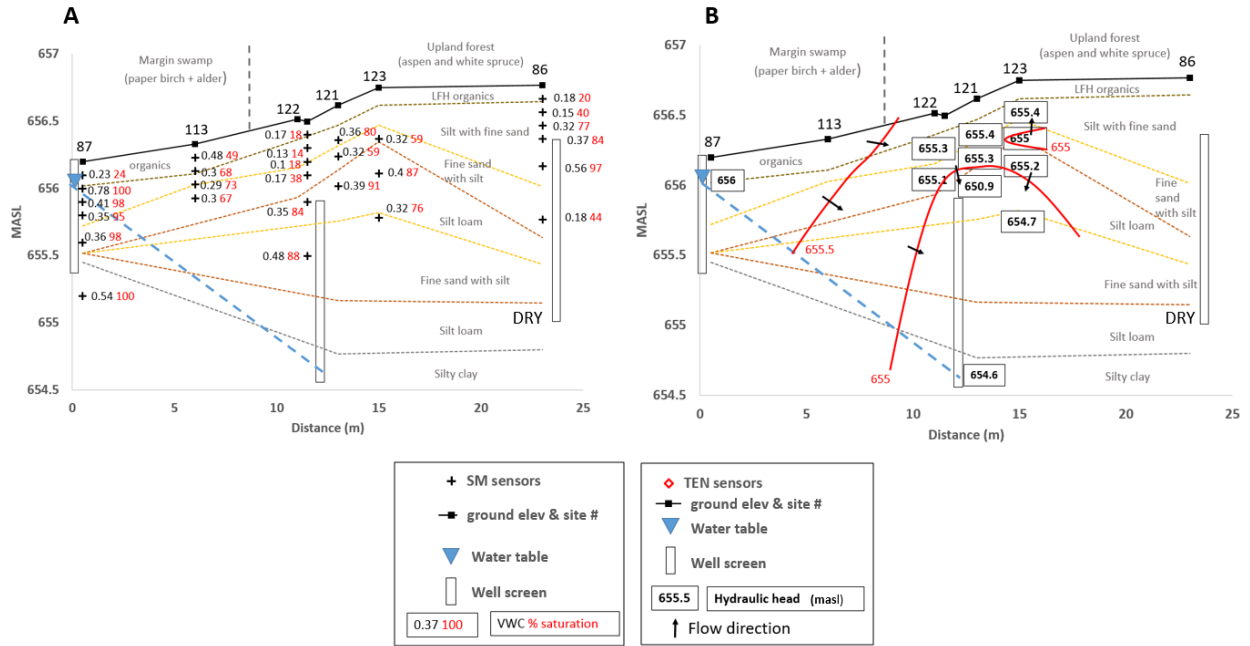 A
657
656.5
656
655.5
655
654.5
MASL
0
5
10
15
20
25
Distance (m)
Margin swamp
(paper birch + alder)
Upland forest
(aspen and white spruce)
87
113
122
121
123
86
LFH organics
organics
Silt with fine sand
Fine sand
with silt
Silt loam
Fine sand with silt
Silt loam
Silty clay
DRY
0.23 24
0.78 100
0.41 98
0.35 95
0.36 98
0.54 100
0.48 49
0.3 68
0.29 73
0.3 67
0.17 18
0.13 14
0.1 18
0.17 38
0.35 84
0.48 88
0.36 80
0.32 59
0.39 91
0.32 59
0.4 87
0.32 76
0.18 20
0.15 40
0.32 77
0.37 84
0.56 97
0.18 44
B
657
656.5
656
655.5
655
654.5
MASL
0
5
10
15
20
25
Distance (m)
Margin swamp
(paper birch + alder)
Upland forest
(aspen and white spruce)
87
113
122
121
123
86
LFH organics
organics
Silt with fine sand
Fine
sand
with silt
Silt loam
Fine sand with silt
Silt loam
Silty clay
DRY
656
655.3
655.1
655.4
655.3
650.9
655.4
655
655
655.2
654.7
654.6
655.5
655
SM sensors
ground elev & site #
Water table
Well screen
0.37 100
VWC % saturation
TEN sensors
ground elev & site #
Water table
Well screen
655.5
Hydraulic head (masl)
Flow direction